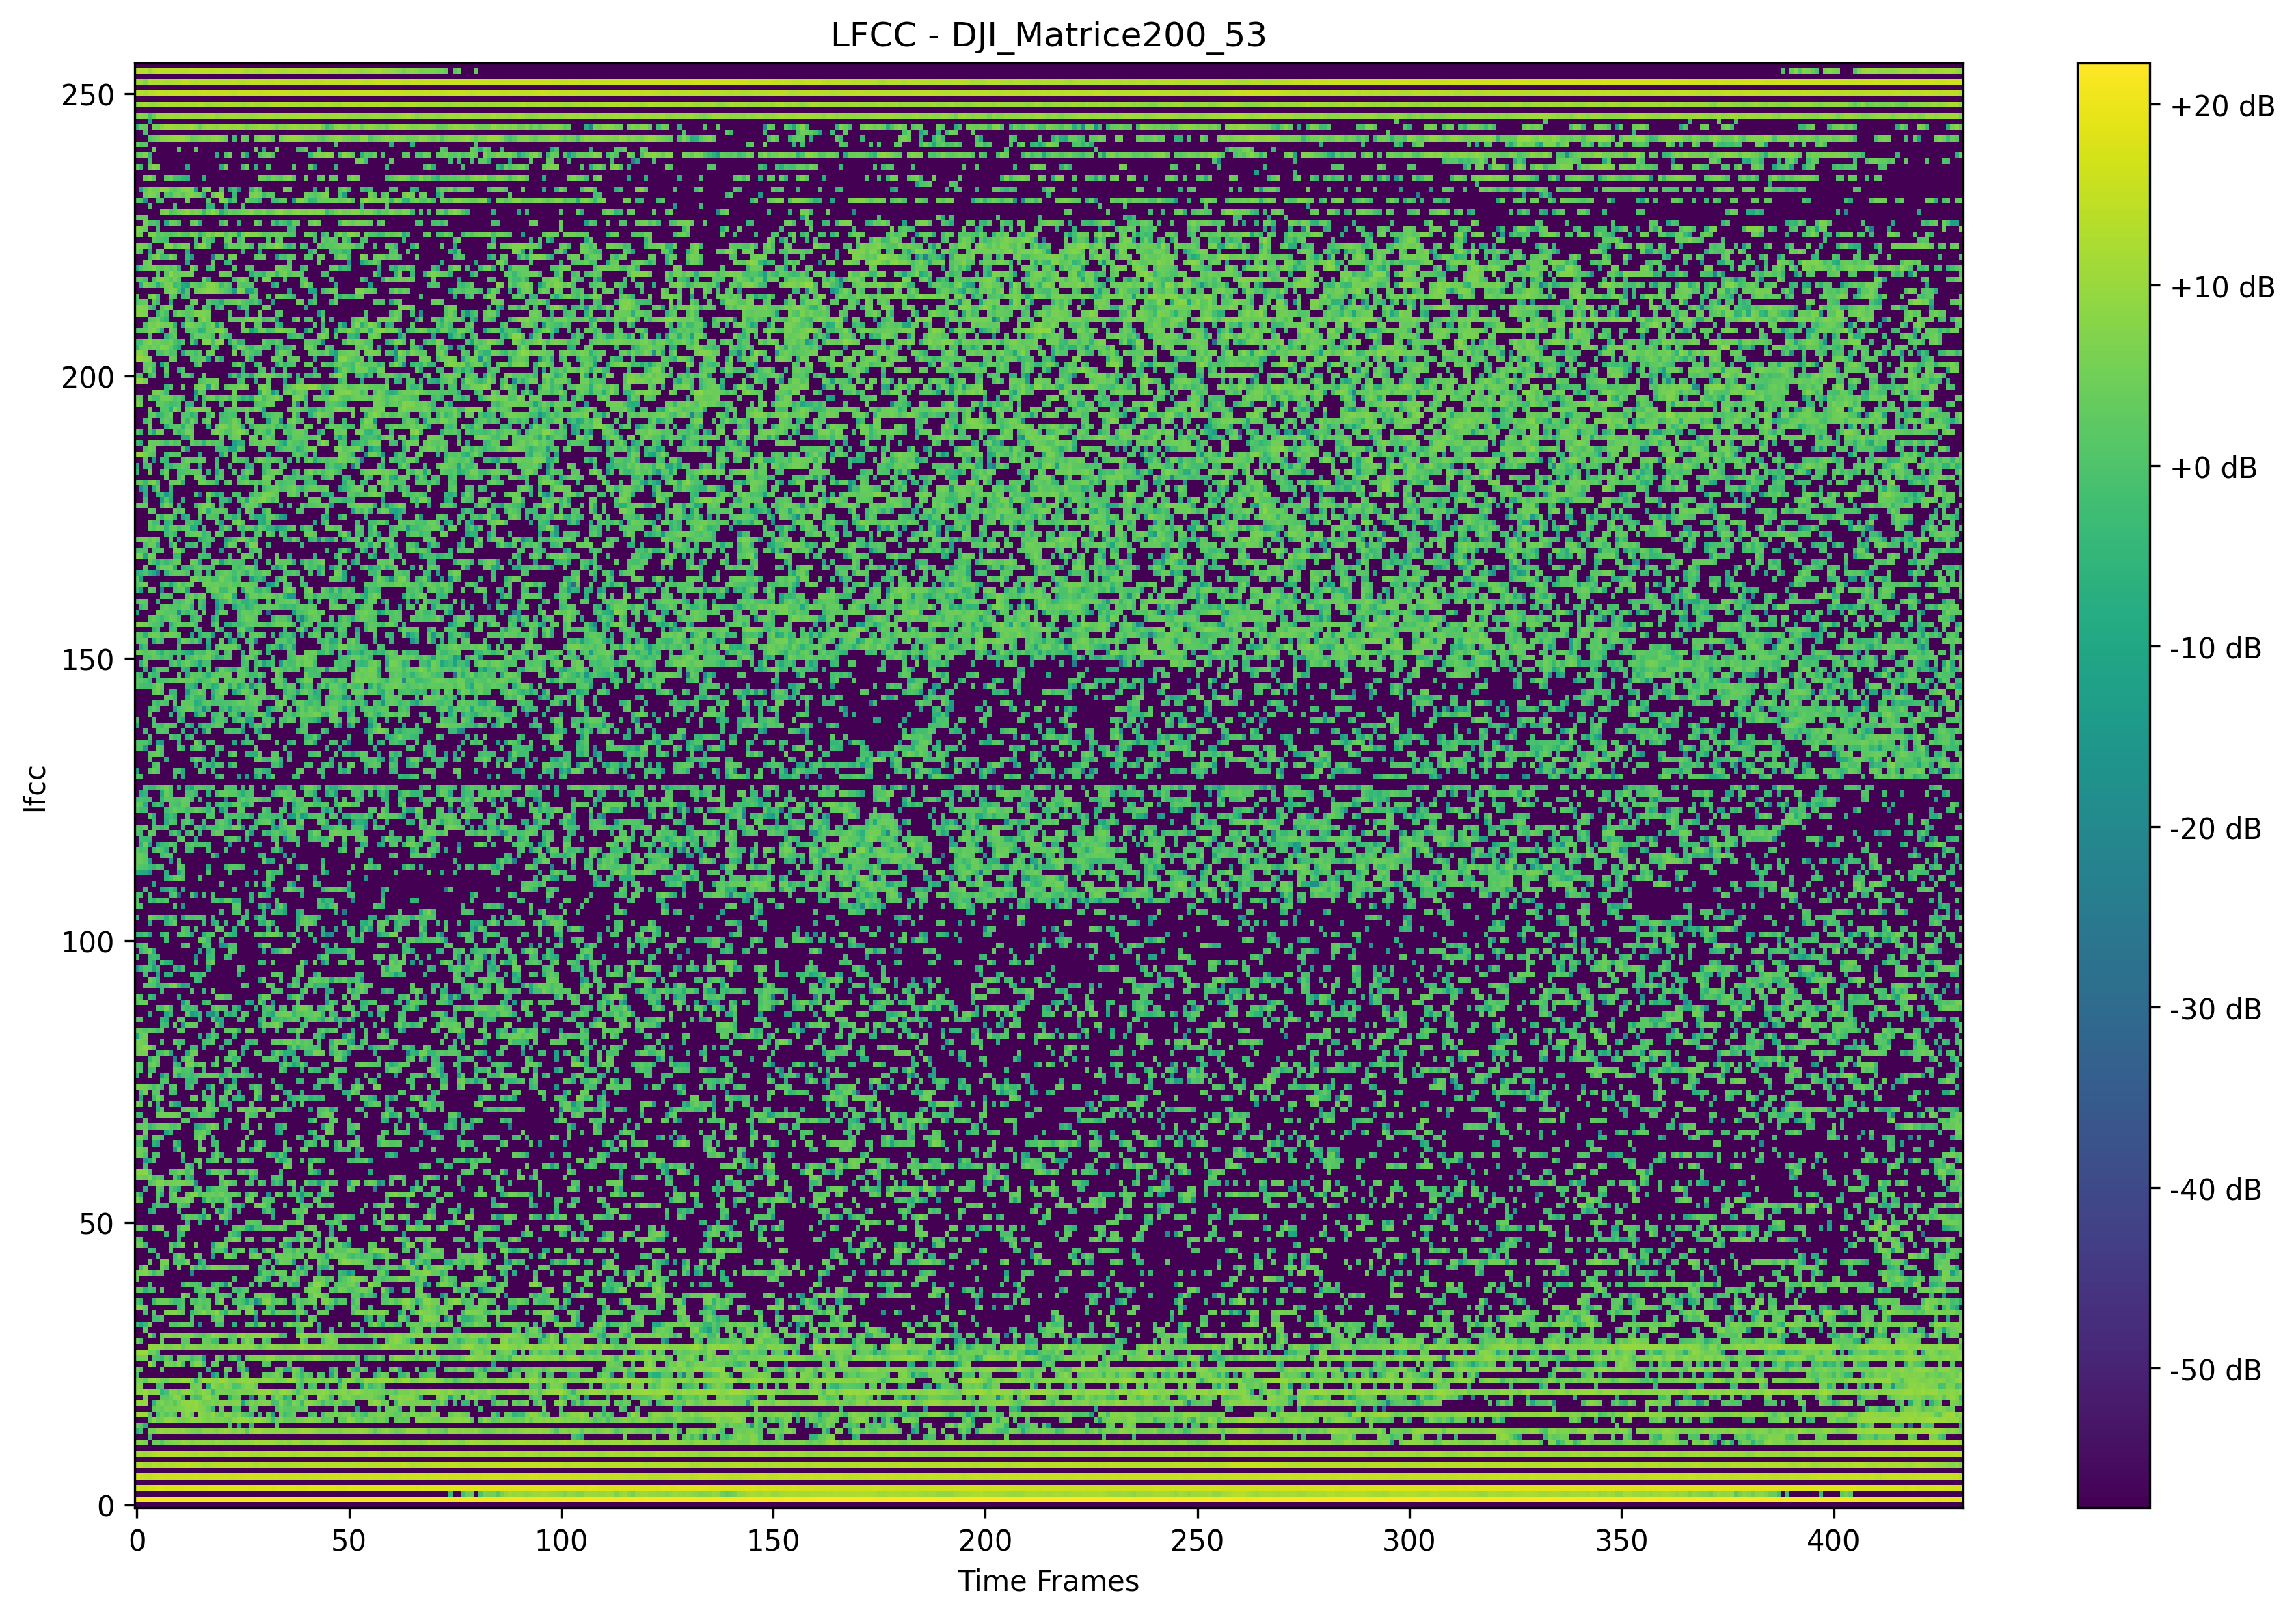 LFCC - DJI_Matrice200_53
250
200
150
100
50
0
lfcc
0 50 100 150 200 250 300 350 400
Time Frames
+20 dB
+10 dB
+0 dB
-10 dB
-20 dB
-30 dB
-40 dB
-50 dB